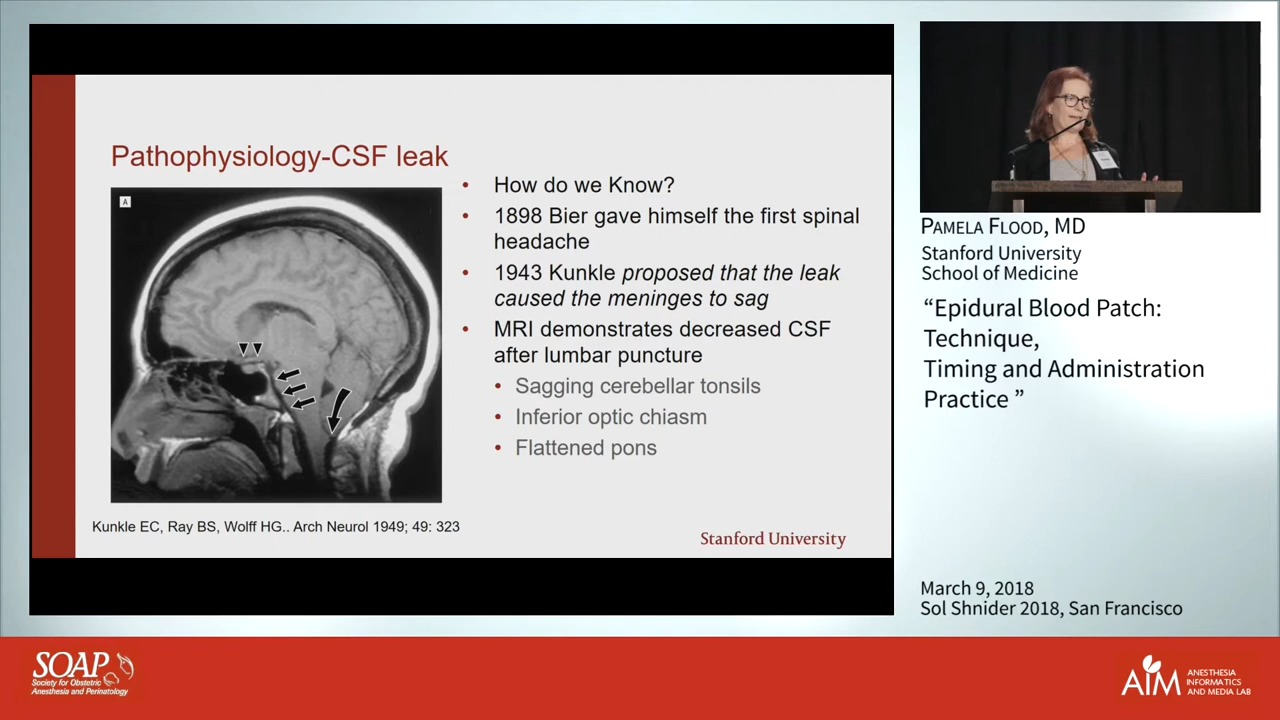 Pathophysiology-CSF leak
A
How do we Know?
1898 Bier gave himself the first spinal
headache
1943 Kunkle proposed that the leak
caused the meninges to sag
MRI demonstrates decreased CSF
after lumbar puncture
Sagging cerebellar tonsils
Inferior optic chiasm
Flattened pons
Kunkle EC, Ray BS, Wolff HG.. Arch Neurol 1949; 49: 323
Stanford University
PAMELA FLOOD, MD
Stanford University
School of Medicine
“Epidural Blood Patch:
Technique,
Timing and Administration
Practice ”
March 9, 2018
Sol Shnider 2018, San Francisco
SOAP
Society for Obstetric
Anesthesia and Perinatology
AIM
ANESTHESIA
INFORMATICS
AND MEDIA LAB